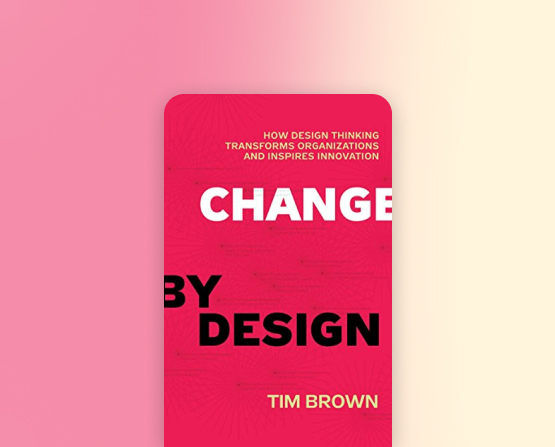 HOW DESIGN THINKING
TRANSFORMS ORGANIZATIONS
AND INSPIRES INNOVATION
CHANGE
BY
DESIGN
TIM BROWN